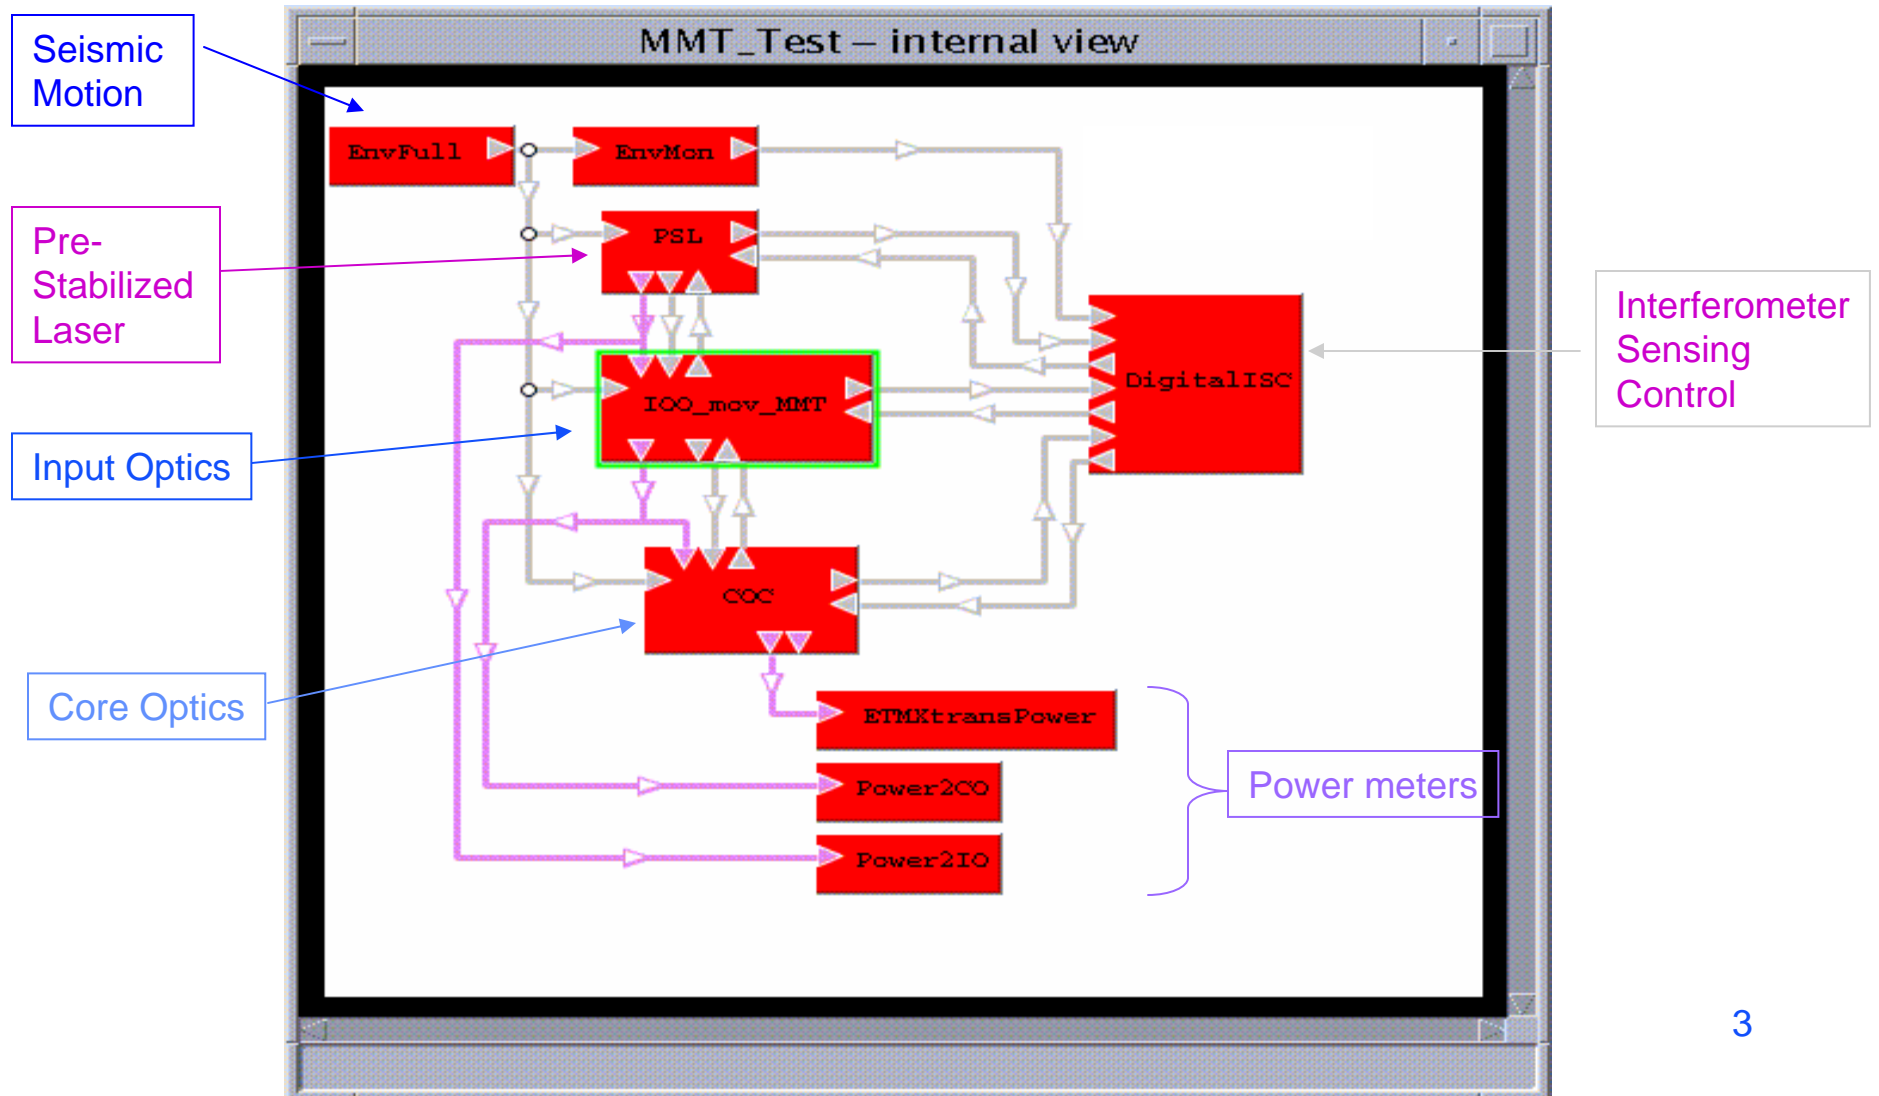 MMT_Test – internal view
Seismic
Motion
EnvFull
EnvMon
Pre-
Stabilized
Laser
PSL
Interferometer
Sensing
Control
DigitalISC
IOO_mov_MMT
Input Optics
COC
Core Optics
ETMXtransPower
Power2CO
Power2IO
Power meters
3